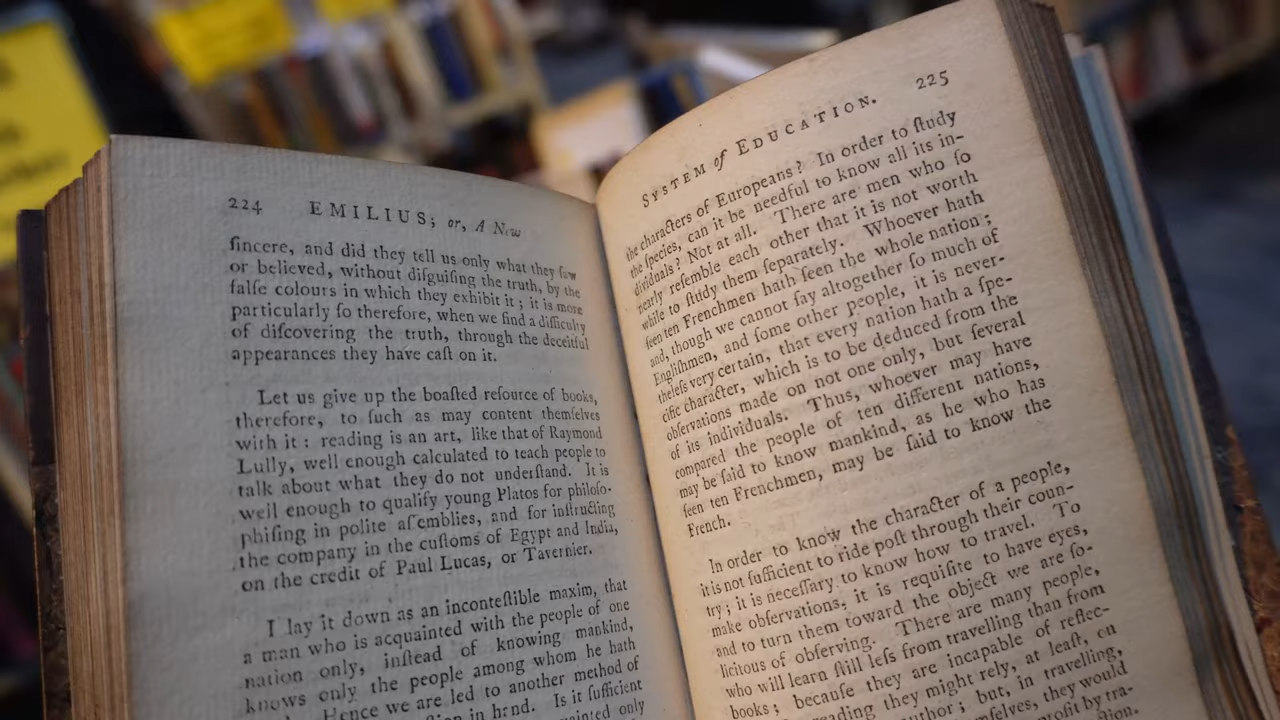 224 EMILIUS; or, A New
ſincere, and did they tell us only what they ſaw
or believed, without diſguiſing the truth, by the
falſe colours in which they exhibit it; it is more
particularly ſo therefore, when we find a difficulty
of diſcovering the truth, through the deceitful
appearances they have caſt on it.
Let us give up the boaſted reſource of books,
therefore, to ſuch as may content themſelves
with it: reading is an art, like that of Raymond
Lully, well enough calculated to teach people to
talk about what they do not underſtand. It is
well enough to qualify young Platos for philoſo-
phiſing in polite aſſemblies, and for inſtructing
the company in the cuſtoms of Egypt and India,
on the credit of Paul Lucas, or Tavernier.
I lay it down as an inconteſtible maxim, that
a man who is acquainted with the people of one
nation only, inſtead of knowing mankind,
knows only the people among whom he hath
Hence we are led to another method of
in hand. Is it ſufficient
only
SYSTEM of EDUCATION. 225
the characters of Europeans? In order to ſtudy
the ſpecies, can it be needful to know all its in-
dividuals? Not at all. There are men who ſo
nearly reſemble each other that it is not worth
while to ſtudy them ſeparately. Whoever hath
ſeen ten Frenchmen hath ſeen the whole nation;
and, though we cannot ſay altogether ſo much of
Engliſhmen, and ſome other people, it is never-
theleſs very certain, that every nation hath a ſpe-
cific character, which is to be deduced from the
obſervations made on not one only, but ſeveral
of its individuals. Thus, whoever may have
compared the people of ten different nations,
may be ſaid to know mankind, as he who has
ſeen ten Frenchmen, may be ſaid to know the
French.
In order to know the character of a people,
it is not ſufficient to ride poſt through their coun-
try; it is neceſſary to know how to travel. To
make obſervations, it is requiſite to have eyes,
and to turn them toward the object we are ſo-
licitous of obſerving. There are many people,
who will learn ſtill leſs from travelling than from
books; becauſe they are incapable of reflec-
reading they might rely, at leaſt, on
author; but, in travelling,
they would
by tra-